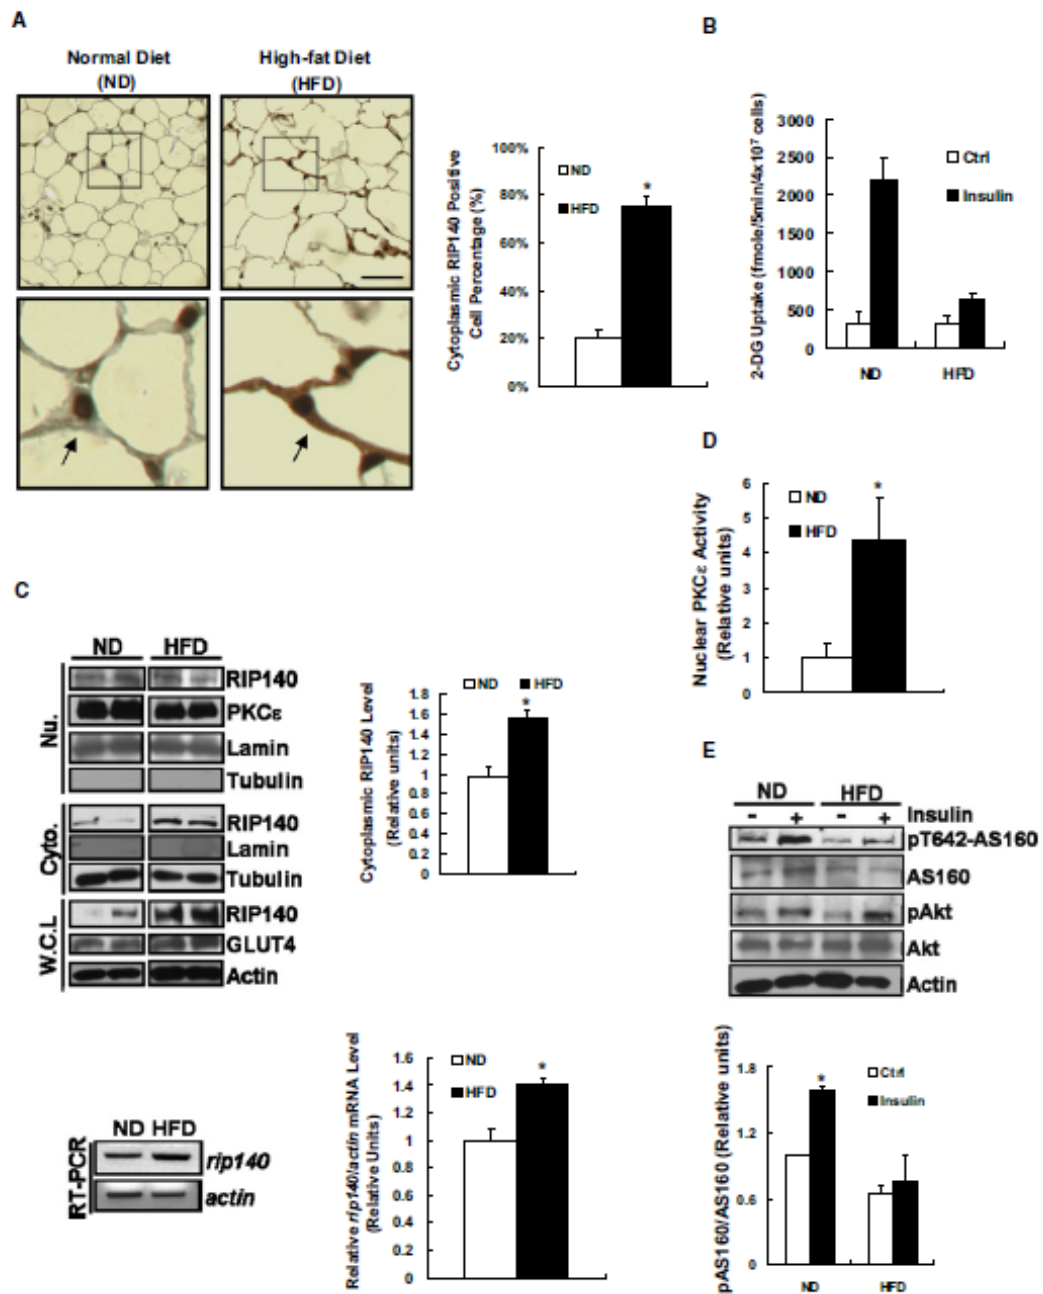 A
Normal Diet
(ND)
High-fat Diet
(HFD)
Cytoplasmic RIP140 Positive
Cell Percentage (%)
100%
80%
60%
40%
20%
0%
ND
HFD
*
B
2-DG Uptake (fmole/5min/4x10⁷ cells)
3000
2500
2000
1500
1000
500
0
Ctrl
Insulin
ND HFD
C
ND HFD
Nu.
RIP140
PKCε
Lamin
Tubulin
Cyto.
RIP140
Lamin
Tubulin
W.C.L
RIP140
GLUT4
Actin
Cytoplasmic RIP140 Level
(Relative units)
ND HFD
1.8
1.6
1.4
1.2
1
0.8
0.6
0.4
0.2
0
*
RT-PCR
ND HFD
rip140
actin
Relative rip140/actin mRNA Level
(Relative Units)
1.6
1.4
1.2
1
0.8
0.6
0.4
0.2
0
ND
HFD
*
D
Nuclear PKCε Activity
(Relative units)
6
5
4
3
2
1
0
ND
HFD
*
E
ND HFD
- + - + Insulin
pT642-AS160
AS160
pAkt
Akt
Actin
pAS160/AS160 (Relative units)
1.8
1.2
0.6
0
*
Ctrl
Insulin
ND HFD